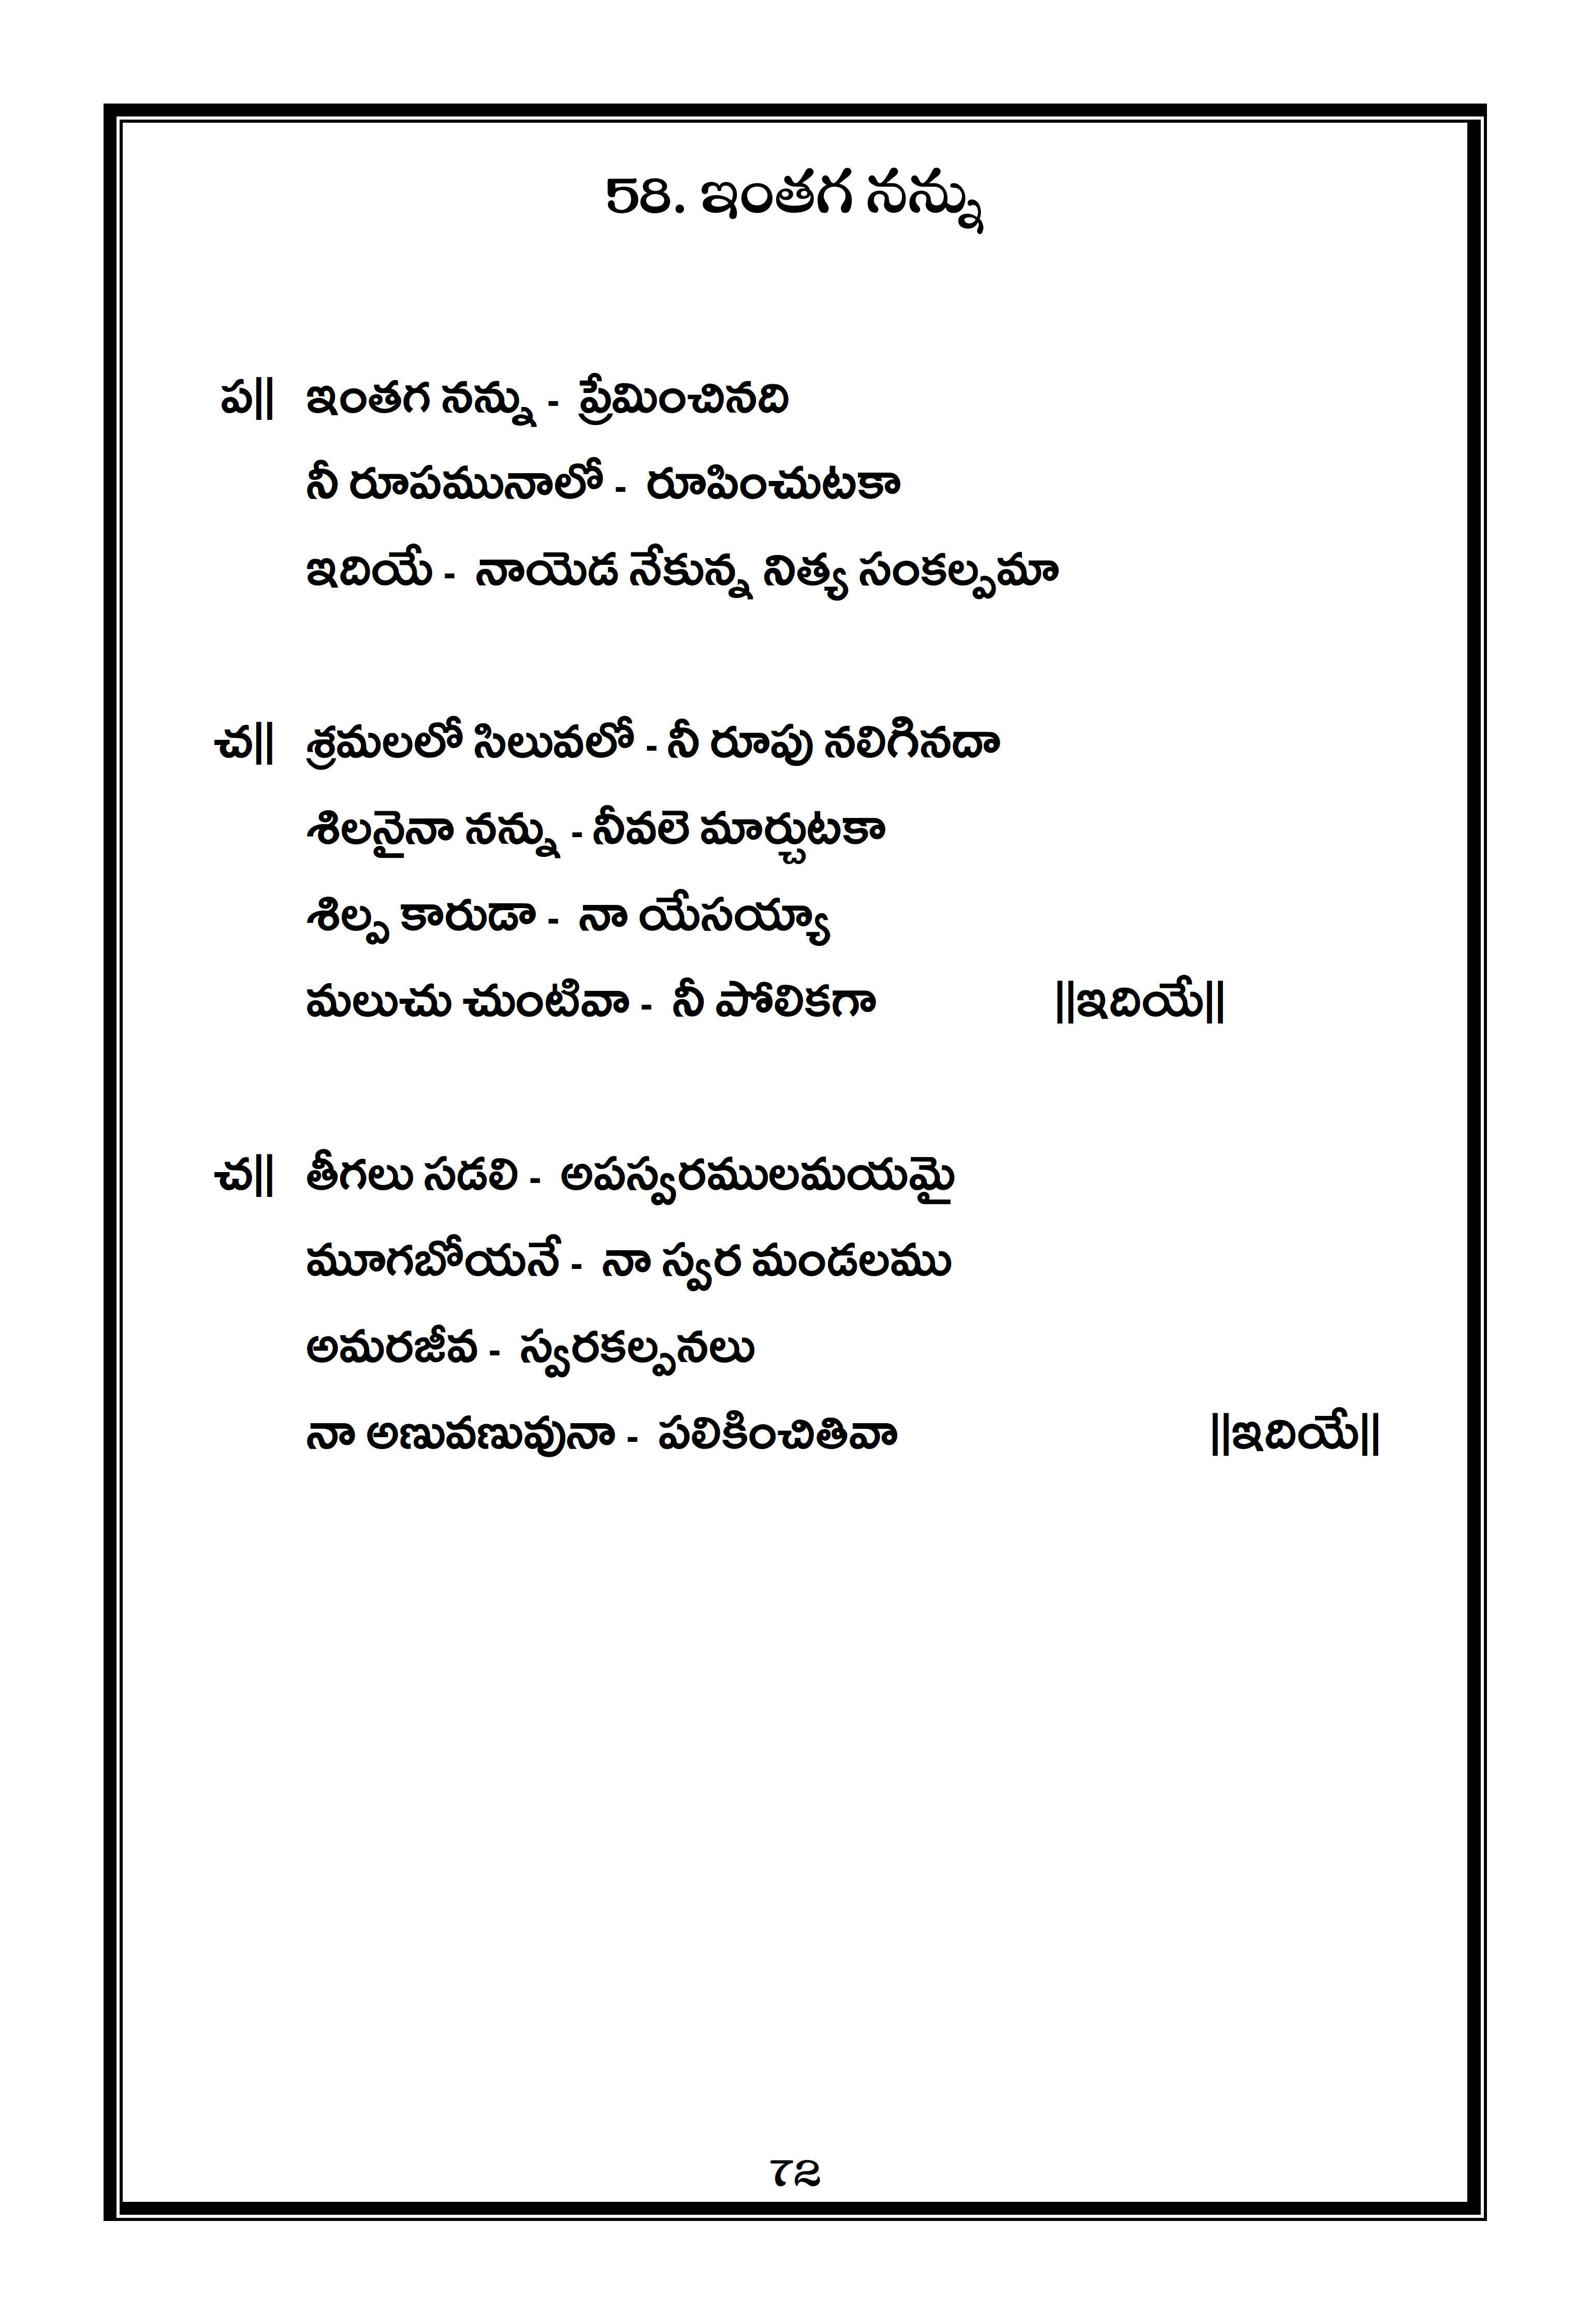 58. ఇంతగ నన్ను
ప|| ఇంతగ నన్ను - ప్రేమించినది
నీ రూపమునాలో - రూపించుటకా
ఇదియే - నాయెడ నేకున్న నిత్య సంకల్పమా
చ|| శ్రమలలో సిలువలో - నీ రూపు నలిగినదా
శిలనైనా నన్ను - నీవలె మార్చుటకా
శిల్ప కారుడా - నా యేసయ్యా
మలుచు చుంటివా - నీ పోలికగా ||ఇదియే||
చ|| తీగలు సడలి - అపస్వరములమయమై
మూగబోయనే - నా స్వర మండలము
అమరజీవ - స్వరకల్పనలు
నా అణువణువునా - పలికించితివా ||ఇదియే||